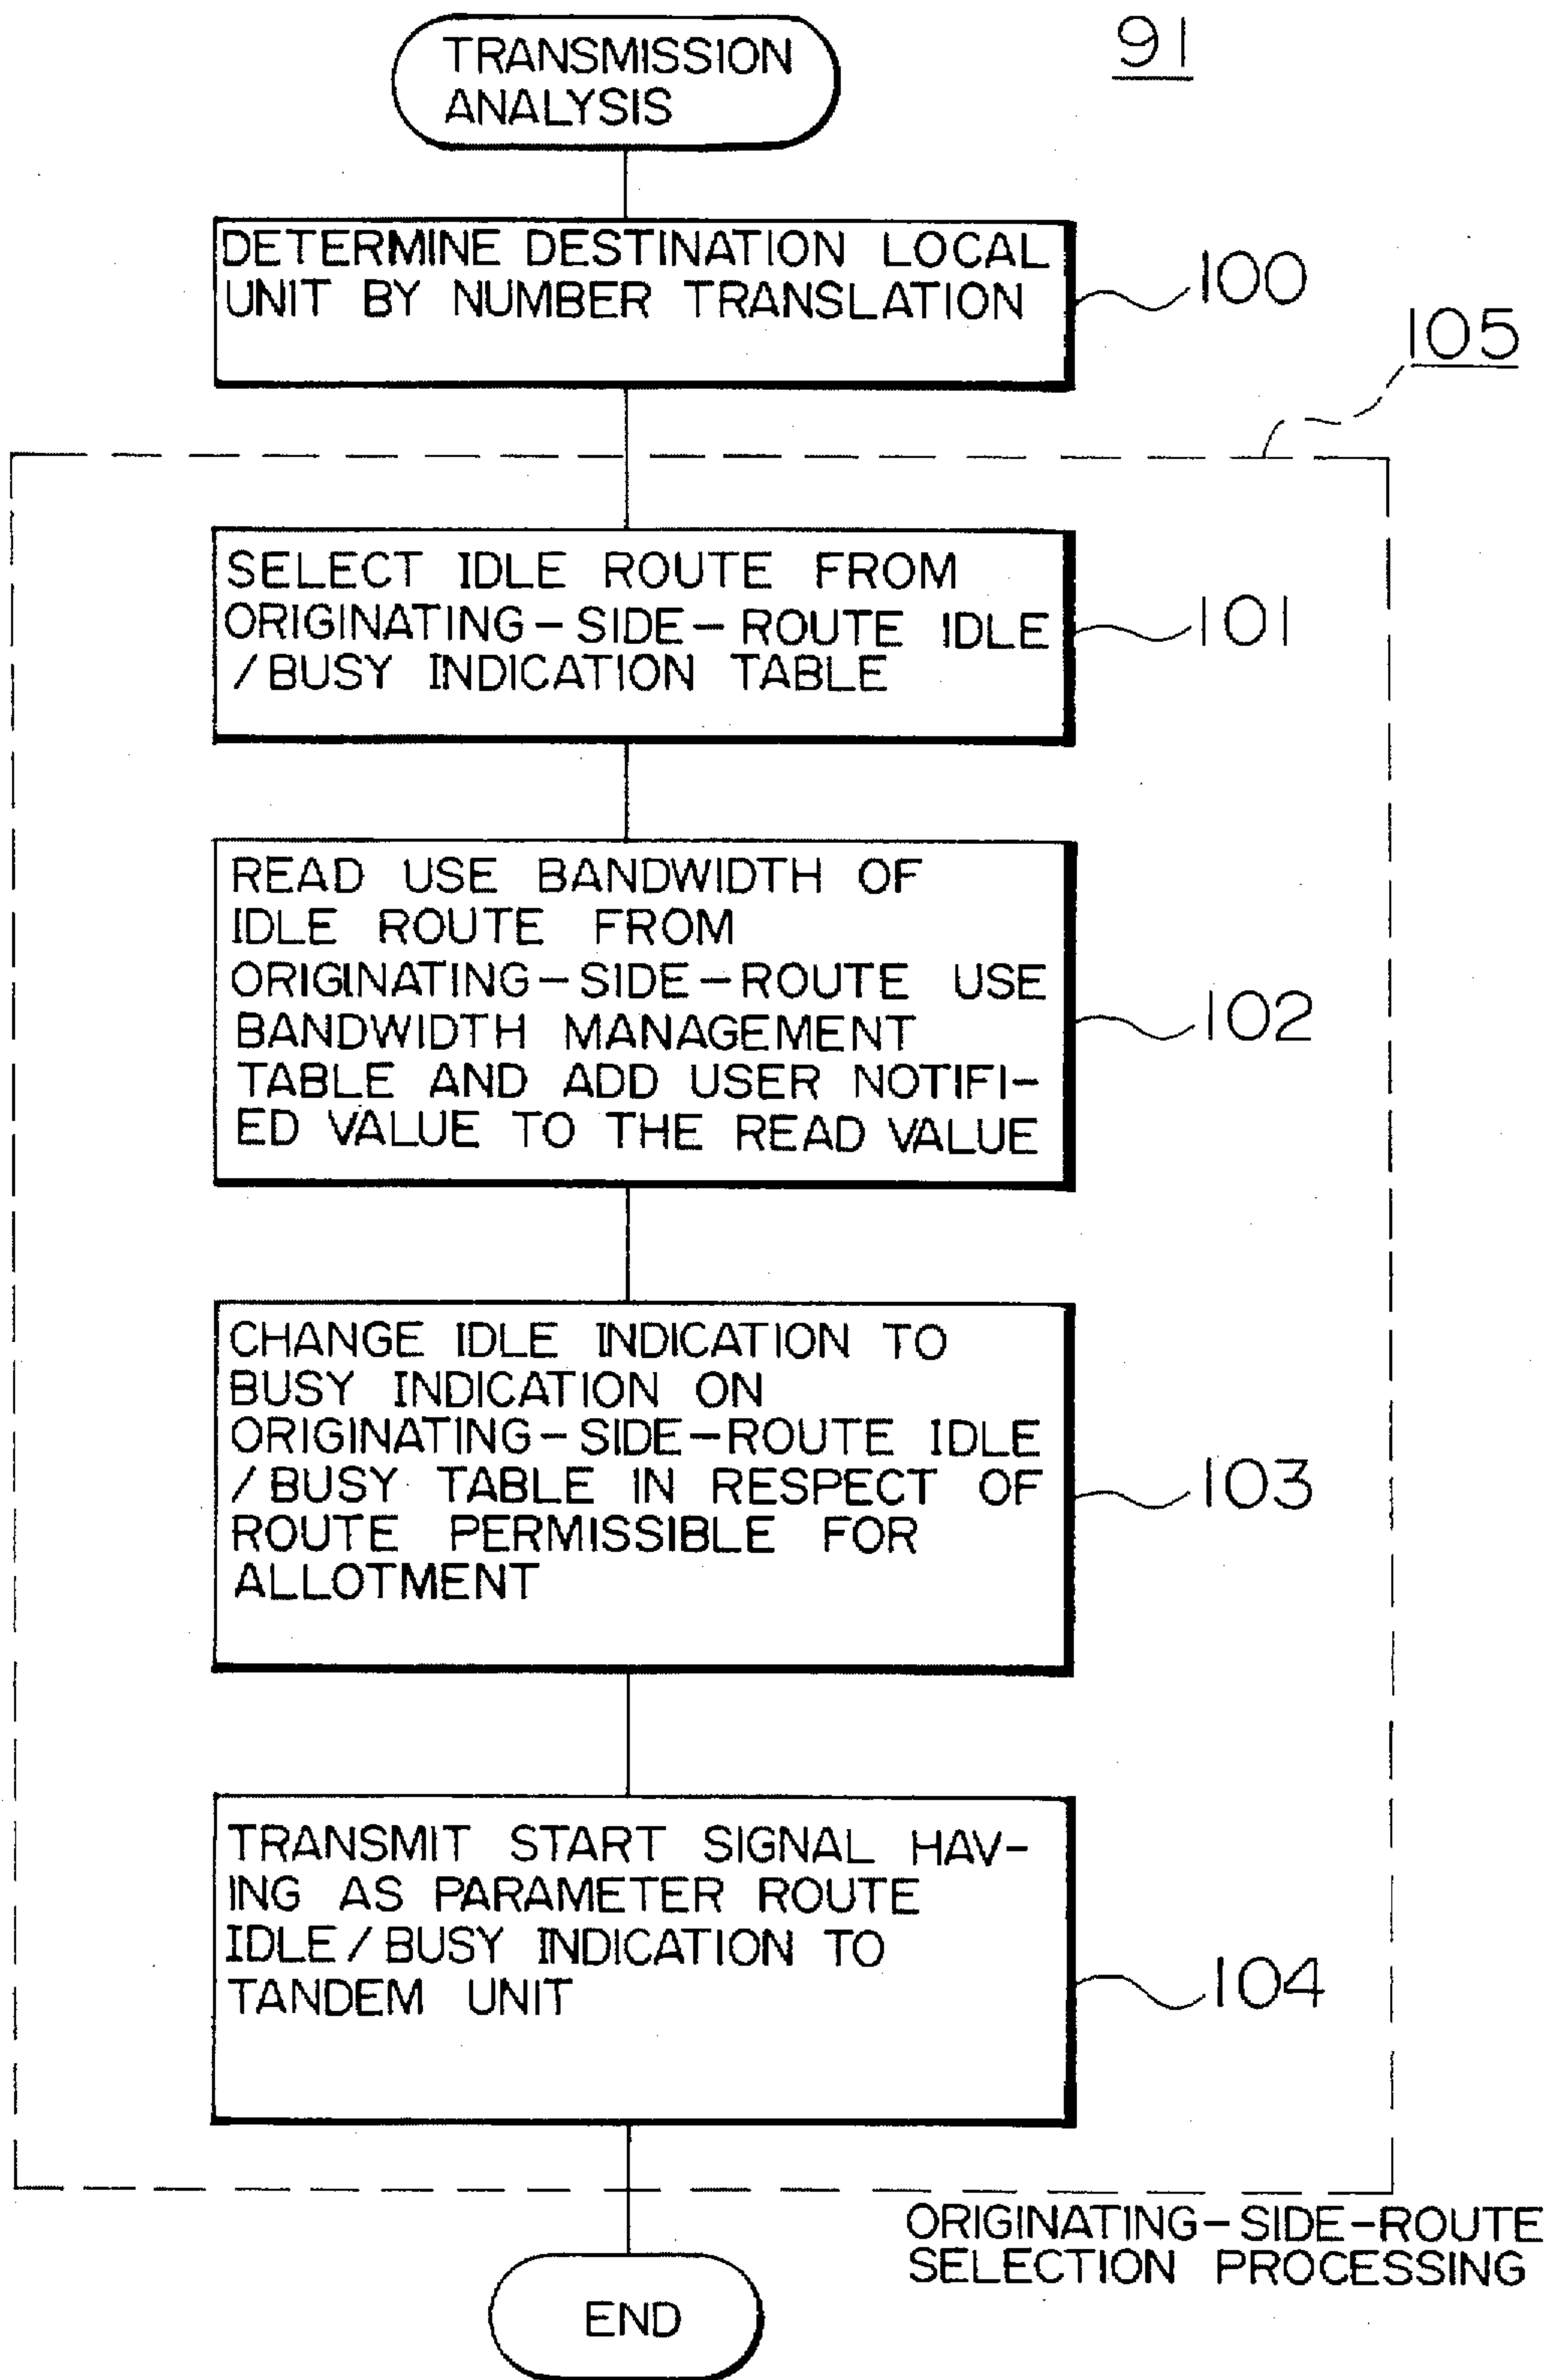 91
TRANSMISSION
ANALYSIS
DETERMINE DESTINATION LOCAL
UNIT BY NUMBER TRANSLATION
100
105
SELECT IDLE ROUTE FROM
ORIGINATING-SIDE-ROUTE IDLE
/BUSY INDICATION TABLE
101
READ USE BANDWIDTH OF
IDLE ROUTE FROM
ORIGINATING-SIDE-ROUTE USE
BANDWIDTH MANAGEMENT
TABLE AND ADD USER NOTIFI-
ED VALUE TO THE READ VALUE
102
CHANGE IDLE INDICATION TO
BUSY INDICATION ON
ORIGINATING-SIDE-ROUTE IDLE
/BUSY TABLE IN RESPECT OF
ROUTE PERMISSIBLE FOR
ALLOTMENT
103
TRANSMIT START SIGNAL HAV-
ING AS PARAMETER ROUTE
IDLE/BUSY INDICATION TO
TANDEM UNIT
104
ORIGINATING-SIDE-ROUTE
SELECTION PROCESSING
END